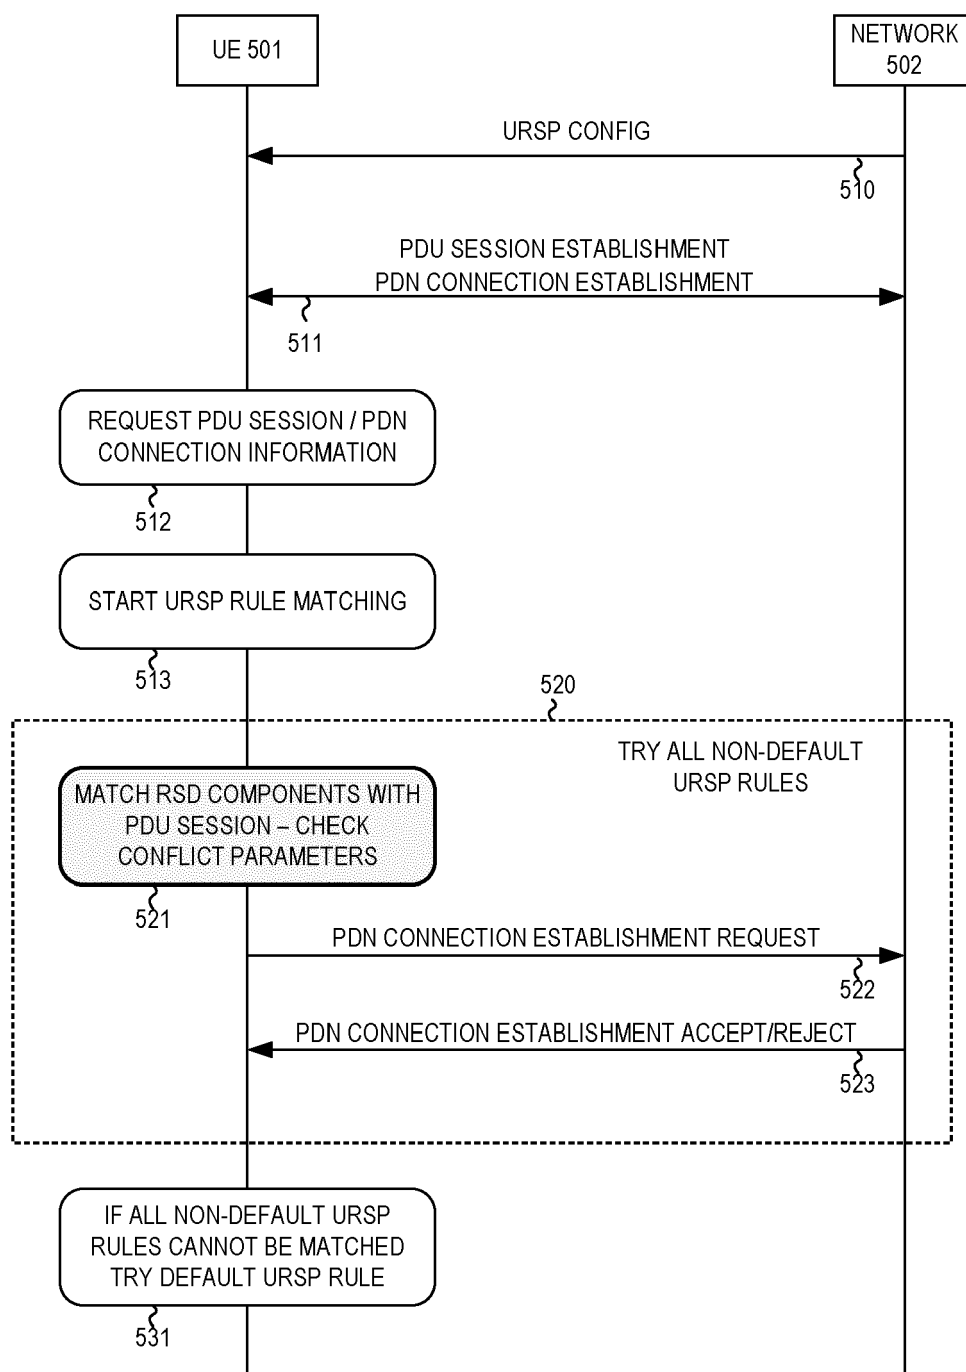 UE 501
NETWORK
502
URSP CONFIG
510
PDU SESSION ESTABLISHMENT
PDN CONNECTION ESTABLISHMENT
511
REQUEST PDU SESSION / PDN
CONNECTION INFORMATION
512
START URSP RULE MATCHING
513
520
TRY ALL NON-DEFAULT
URSP RULES
MATCH RSD COMPONENTS WITH
PDU SESSION – CHECK
CONFLICT PARAMETERS
521
PDN CONNECTION ESTABLISHMENT REQUEST
522
PDN CONNECTION ESTABLISHMENT ACCEPT/REJECT
523
IF ALL NON-DEFAULT URSP
RULES CANNOT BE MATCHED
TRY DEFAULT URSP RULE
531